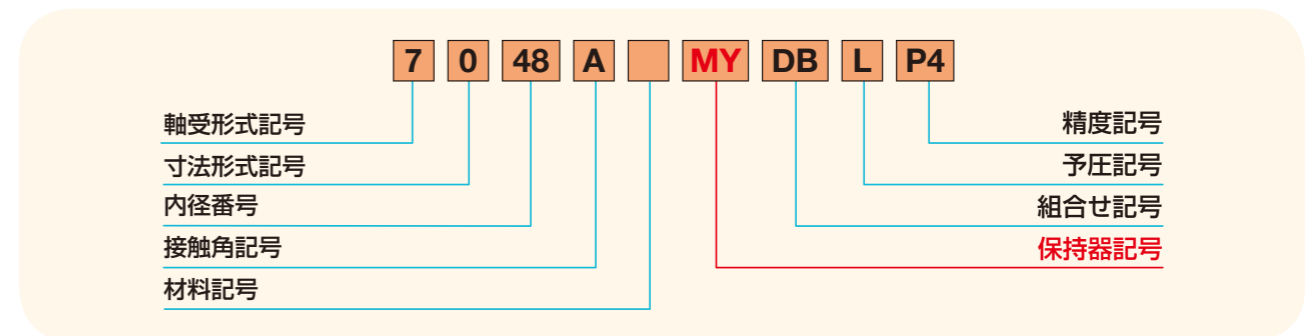 7 0 48 A MY DB L P4
軸受形式記号
寸法形式記号
内径番号
接触角記号
材料記号
精度記号
予圧記号
組合せ記号
保持器記号